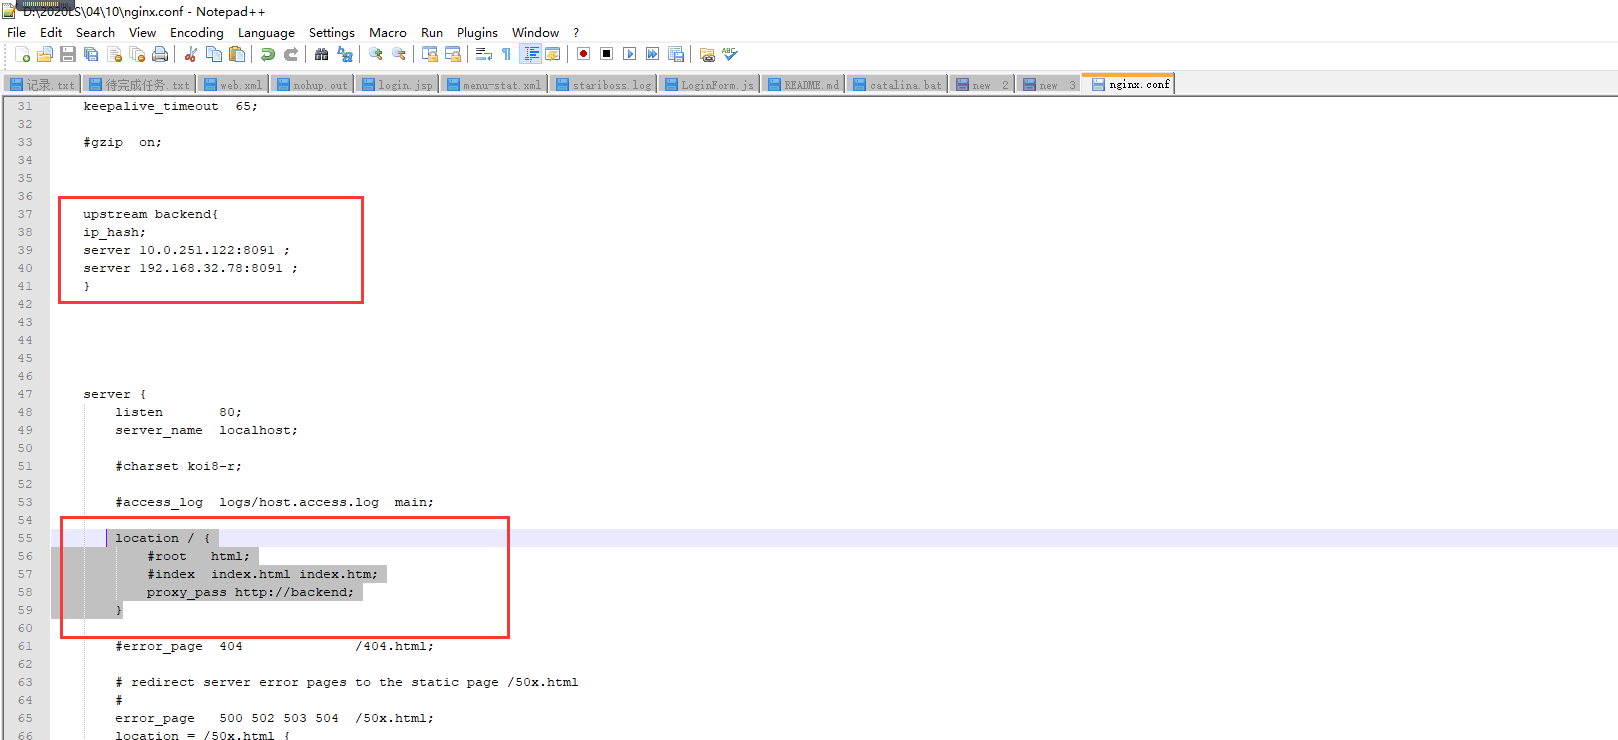 D:\2020LS\04\10\nginx.conf - Notepad++
File Edit Search View Encoding Language Settings Macro Run Plugins Window ?
记录.txt 待完成任务.txt web.xml nohup.out login.jsp menu-stat.xml stariboss.log LoginForm.js README.md catalina.bat new 2 new 3 nginx.conf
31 keepalive_timeout 65;
32
33 #gzip on;
34
35
36
37 upstream backend{
38 ip_hash;
39 server 10.0.251.122:8091 ;
40 server 192.168.32.78:8091 ;
41 }
42
43
44
45
46
47 server {
48 listen 80;
49 server_name localhost;
50
51 #charset koi8-r;
52
53 #access_log logs/host.access.log main;
54
55 location / {
56 #root html;
57 #index index.html index.htm;
58 proxy_pass http://backend;
59 }
60
61 #error_page 404 /404.html;
62
63 # redirect server error pages to the static page /50x.html
64 #
65 error_page 500 502 503 504 /50x.html;
66 location = /50x.html {